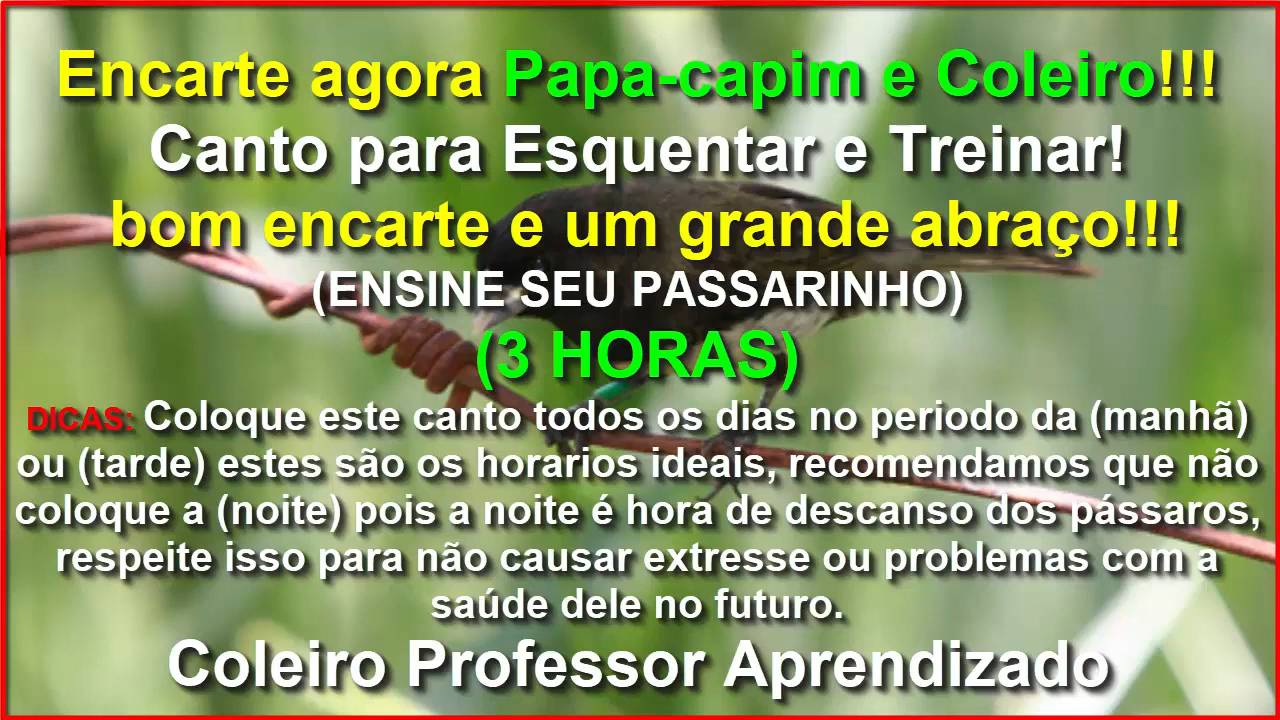 Encarte agora Papa-capim e Coleiro!!!
Canto para Esquentar e Treinar!
bom encarte e um grande abraço!!!
(ENSINE SEU PASSARINHO)
(3 HORAS)
DICAS: Coloque este canto todos os dias no periodo da (manhã)
ou (tarde) estes são os horarios ideais, recomendamos que não
coloque a (noite) pois a noite é hora de descanso dos pássaros,
respeite isso para não causar extresse ou problemas com a
saúde dele no futuro.
Coleiro Professor Aprendizado